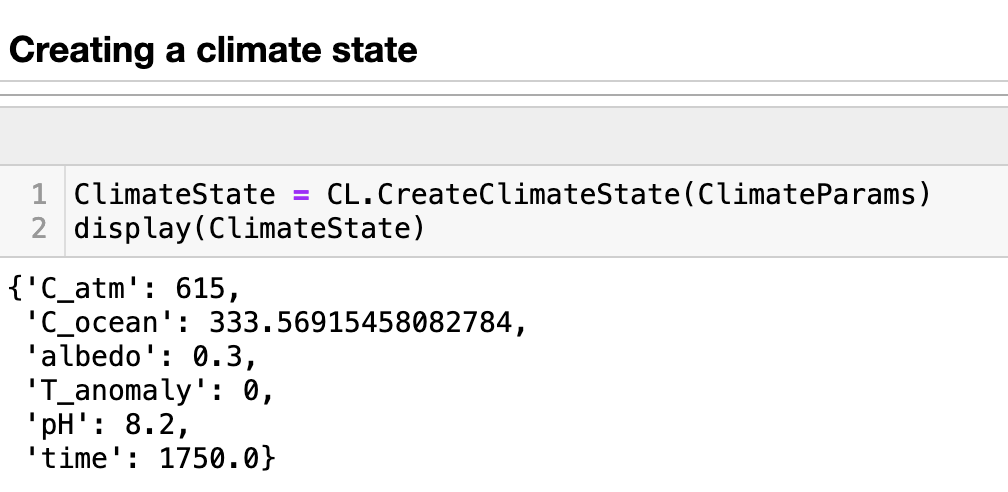 Creating a climate state
1 ClimateState = CL.CreateClimateState(ClimateParams)
2 display(ClimateState)
{'C_atm': 615,
'C_ocean': 333.56915458082784,
'albedo': 0.3,
'T_anomaly': 0,
'pH': 8.2,
'time': 1750.0}